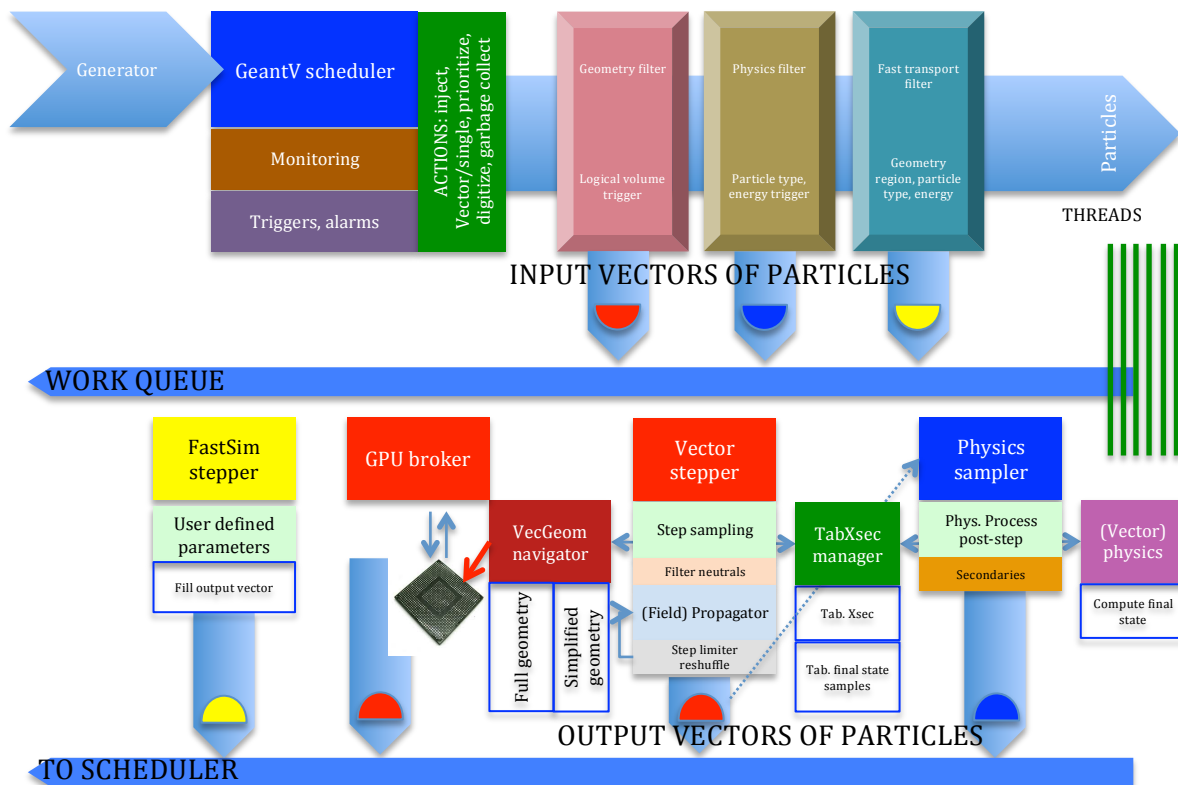 Generator
GeantV scheduler
Monitoring
Triggers, alarms
ACTIONS: inject,
Vector/single, prioritize,
digitize, garbage collect
Geometry filter
Logical volume
trigger
Physics filter
Particle type,
energy trigger
Fast transport
filter
Geometry
region, particle
type, energy
Particles
THREADS
INPUT VECTORS OF PARTICLES
WORK QUEUE
FastSim
stepper
User defined
parameters
Fill output vector
GPU broker
VecGeom
navigator
Full geometry
Simplified
geometry
Vector
stepper
Step sampling
Filter neutrals
(Field) Propagator
Step limiter
reshuffle
TabXsec
manager
Tab. Xsec
Tab. final state
samples
Physics
sampler
Phys. Process
post-step
Secondaries
(Vector)
physics
Compute final
state
OUTPUT VECTORS OF PARTICLES
TO SCHEDULER